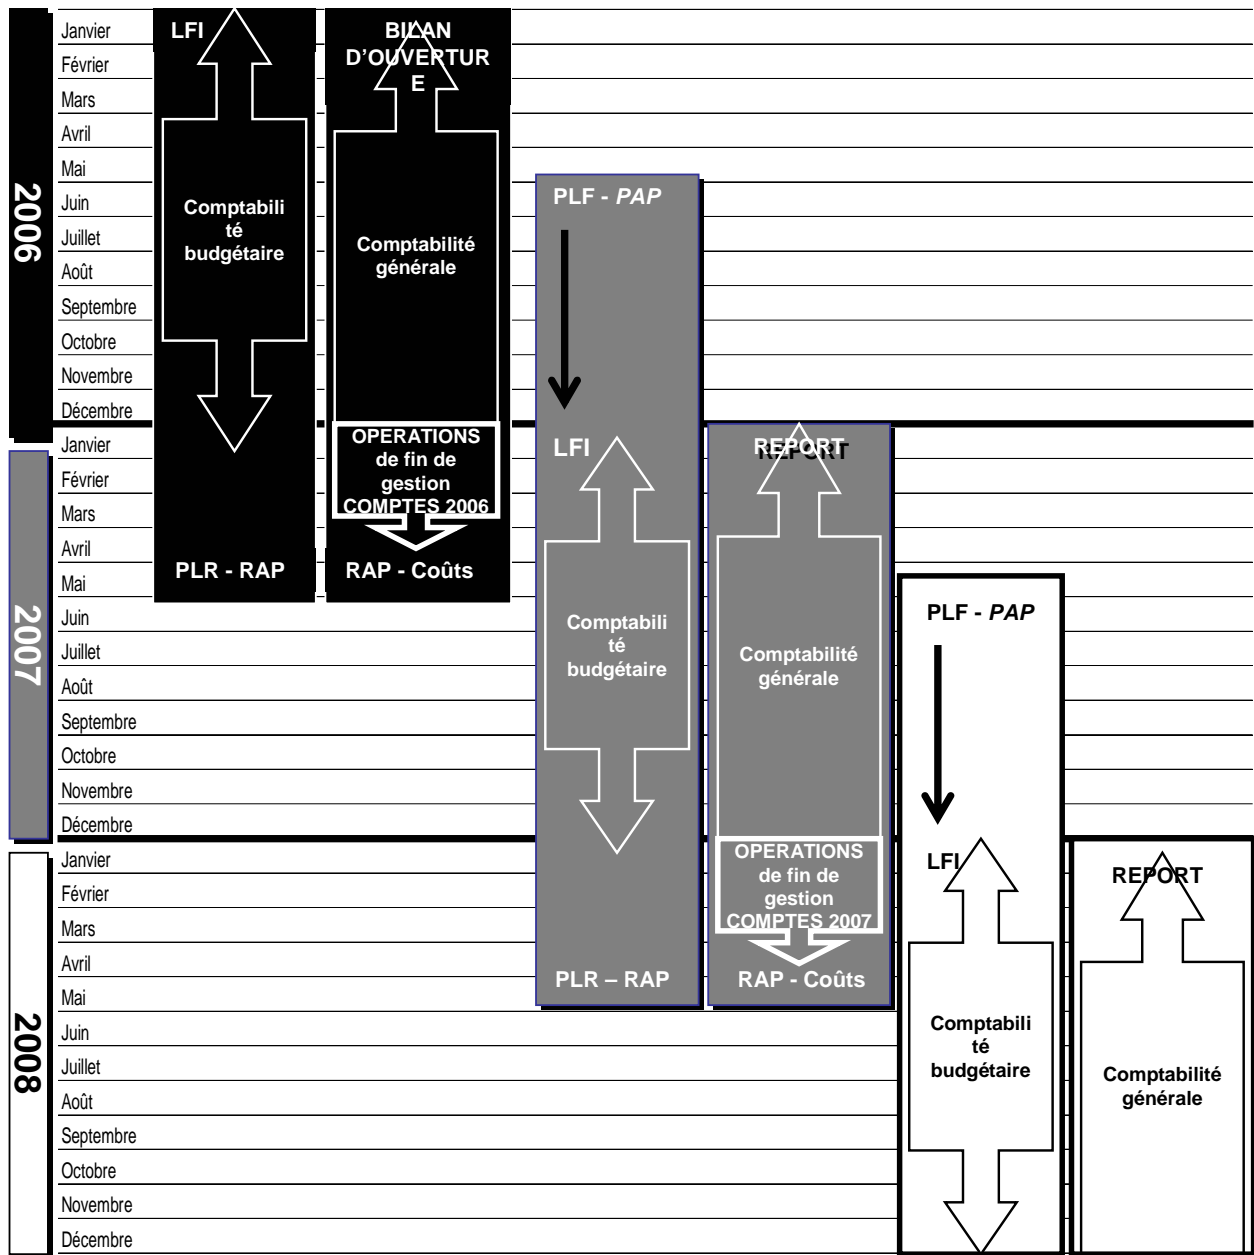 2006
Janvier
Février
Mars
Avril
Mai
Juin
Juillet
Août
Septembre
Octobre
Novembre
Décembre
2007
Janvier
Février
Mars
Avril
Mai
Juin
Juillet
Août
Septembre
Octobre
Novembre
Décembre
2008
Janvier
Février
Mars
Avril
Mai
Juin
Juillet
Août
Septembre
Octobre
Novembre
Décembre
LFI
Comptabili
té
budgétaire
PLR - RAP
BILAN
D’OUVERTUR
E
Comptabilité
générale
OPERATIONS
de fin de
gestion
COMPTES 2006
RAP - Coûts
PLF - PAP
LFI
Comptabili
té
budgétaire
PLR – RAP
REPORT
Comptabilité
générale
OPERATIONS
de fin de
gestion
COMPTES 2007
RAP - Coûts
PLF - PAP
LFI
Comptabili
té
budgétaire
REPORT
Comptabilité
générale